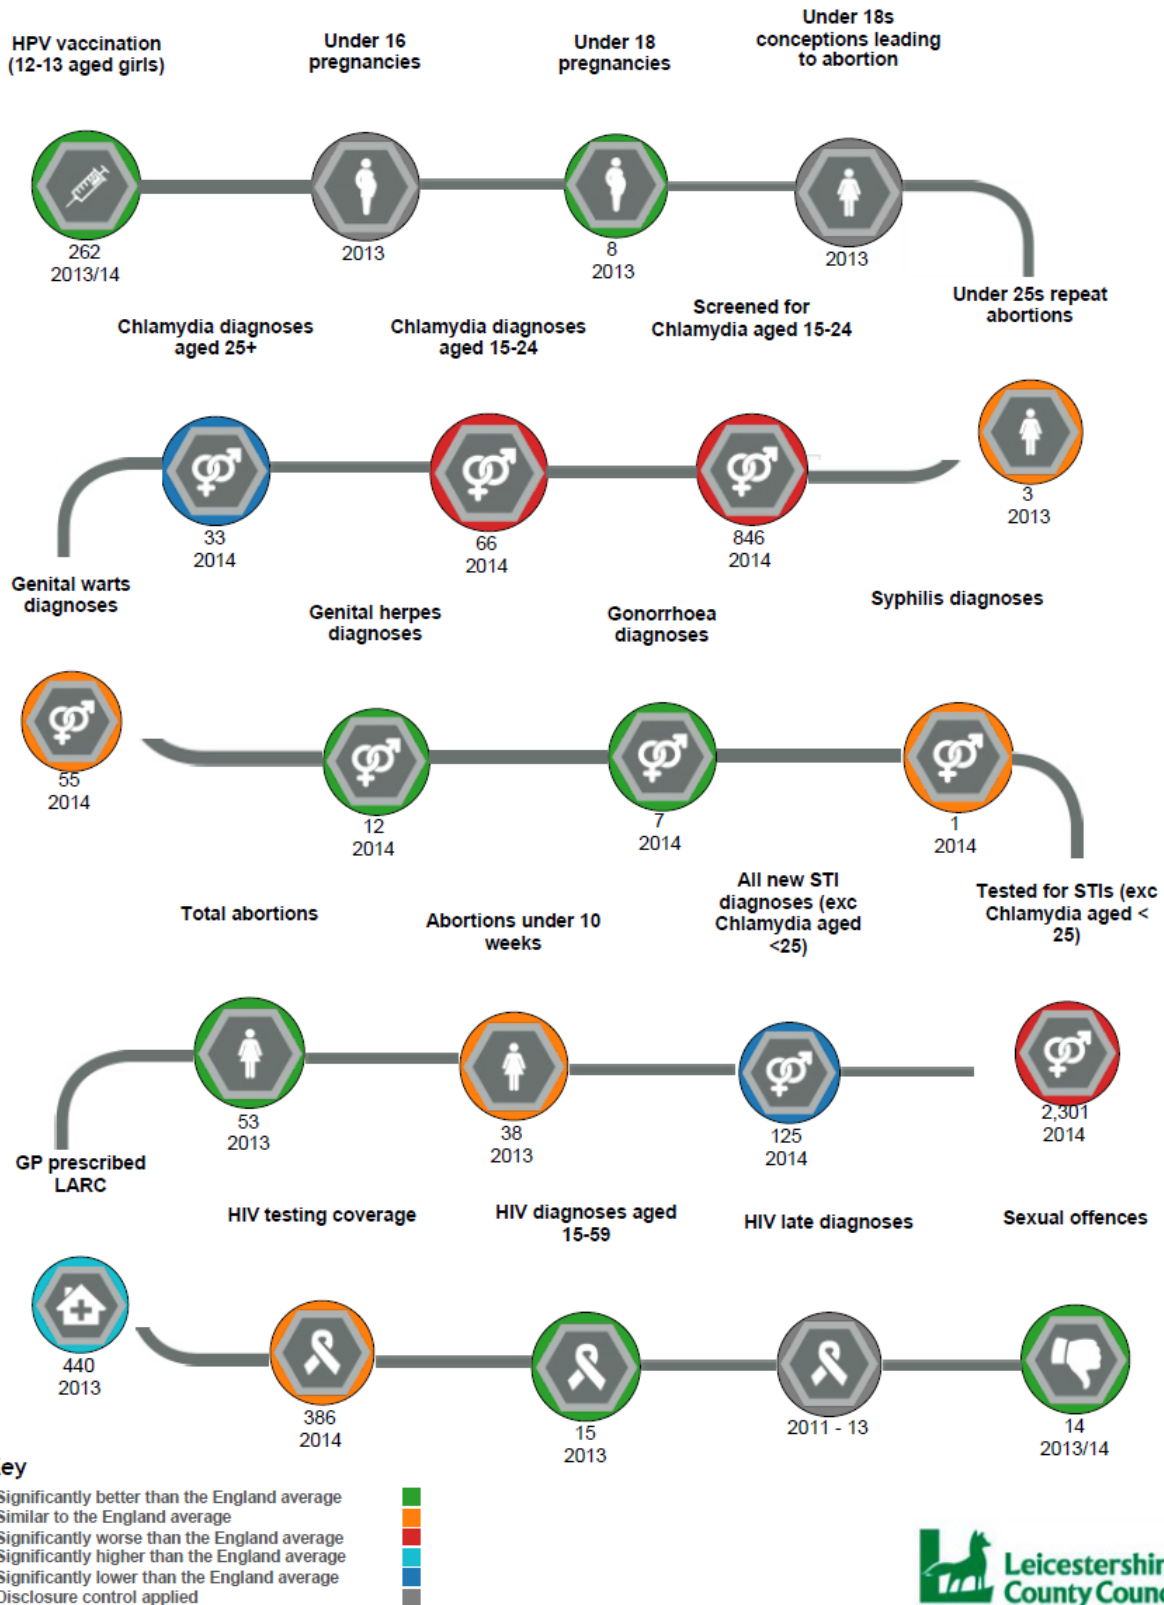 HPV vaccination
(12-13 aged girls)
262
2013/14
Under 16
pregnancies
2013
Under 18
pregnancies
8
2013
Under 18s
conceptions leading
to abortion
2013
Under 25s repeat
abortions
3
2013
Screened for
Chlamydia aged 15-24
846
2014
Chlamydia diagnoses
aged 15-24
66
2014
Chlamydia diagnoses
aged 25+
33
2014
Genital warts
diagnoses
55
2014
Genital herpes
diagnoses
12
2014
Gonorrhoea
diagnoses
7
2014
Syphilis diagnoses
1
2014
Tested for STIs (exc
Chlamydia aged <
25)
2,301
2014
All new STI
diagnoses (exc
Chlamydia aged
<25)
125
2014
Abortions under 10
weeks
38
2013
Total abortions
53
2013
GP prescribed
LARC
440
2013
HIV testing coverage
386
2014
HIV diagnoses aged
15-59
15
2013
HIV late diagnoses
2011 - 13
Sexual offences
14
2013/14
ey
Significantly better than the England average
Similar to the England average
Significantly worse than the England average
Significantly higher than the England average
Significantly lower than the England average
Disclosure control applied
Leicestershir
County Counc